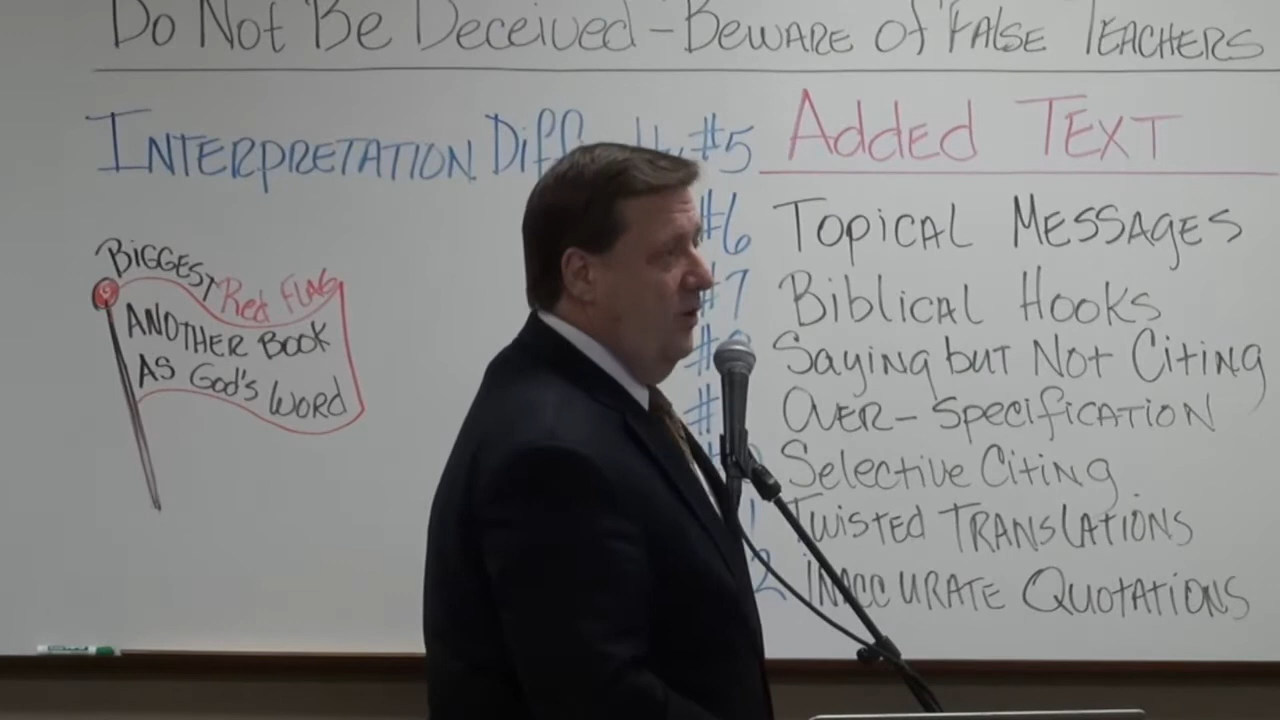 Do Not Be Deceived - Beware of False Teachers
Interpretation #5 Added Text
#6 Topical Messages
#7 Biblical Hooks
# Saying but Not Citing
# Over-Specification
Selective Citing
Twisted Translations
2 Inaccurate Quotations
Biggest Red Flag
Another Book
As God's Word